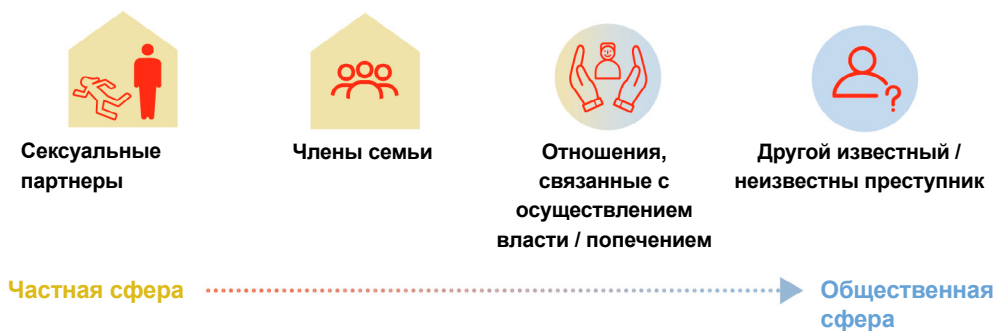 Сексуальные
партнеры
Члены семьи
Отношения,
связанные с
осуществлением
власти / попечением
Другой известный /
неизвестны преступник
Частная сфера
Общественная
сфера